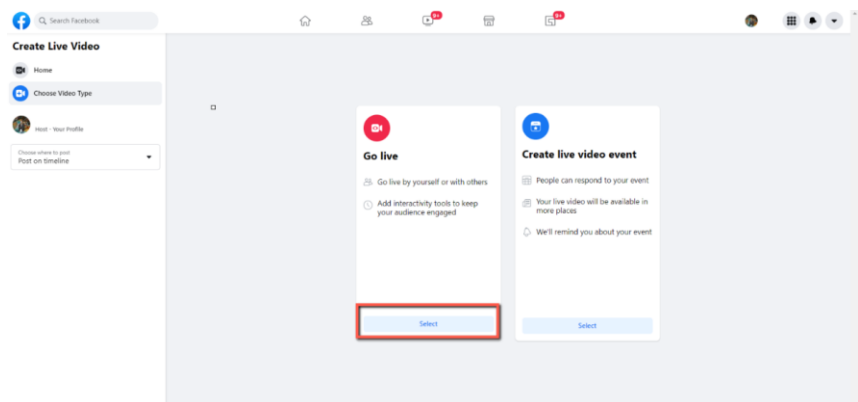 Search Facebook
9+
9+
Create Live Video
Home
Choose Video Type
Host - Your Profile
Choose where to post
Post on timeline
Go live
Go live by yourself or with others
Add interactivity tools to keep
your audience engaged
Select
Create live video event
People can respond to your event
Your live video will be available in
more places
We'll remind you about your event
Select